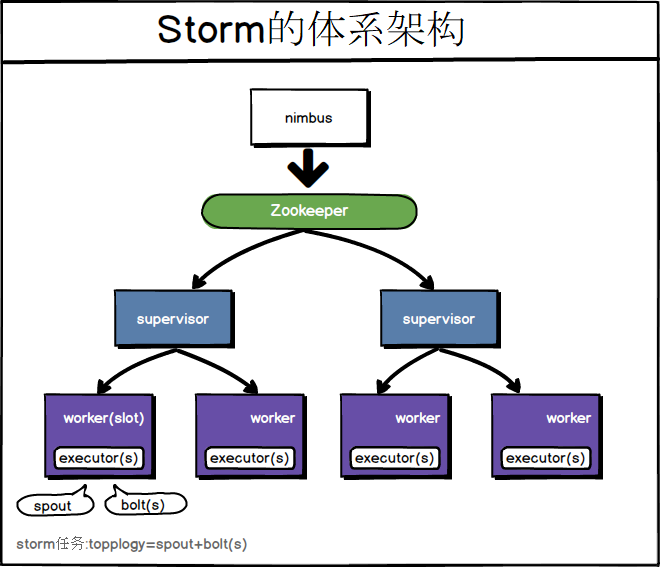 Storm的体系架构
nimbus
Zookeeper
supervisor
supervisor
worker(slot)
worker
worker
worker
executor(s)
executor(s)
executor(s)
executor(s)
spout
bolt(s)
storm任务:topplogy=spout+bolt(s)